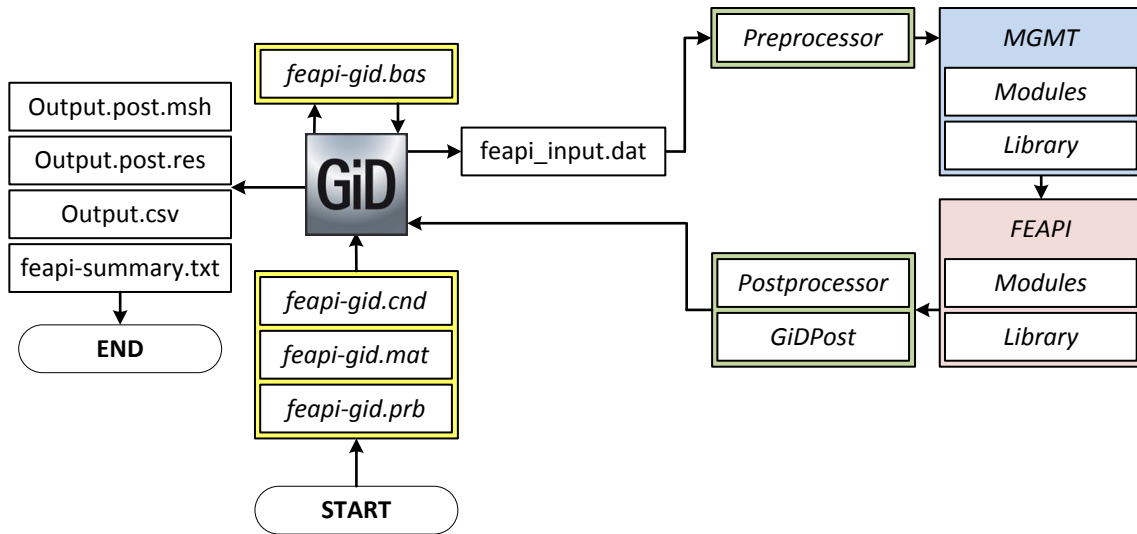 feapi-gid.bas
Preprocessor
MGMT
Modules
Library
Output.post.msh
Output.post.res
Output.csv
feapi-summary.txt
END
GiD
feapi_input.dat
FEAPI
Modules
Library
Postprocessor
GiDPost
feapi-gid.cnd
feapi-gid.mat
feapi-gid.prb
START